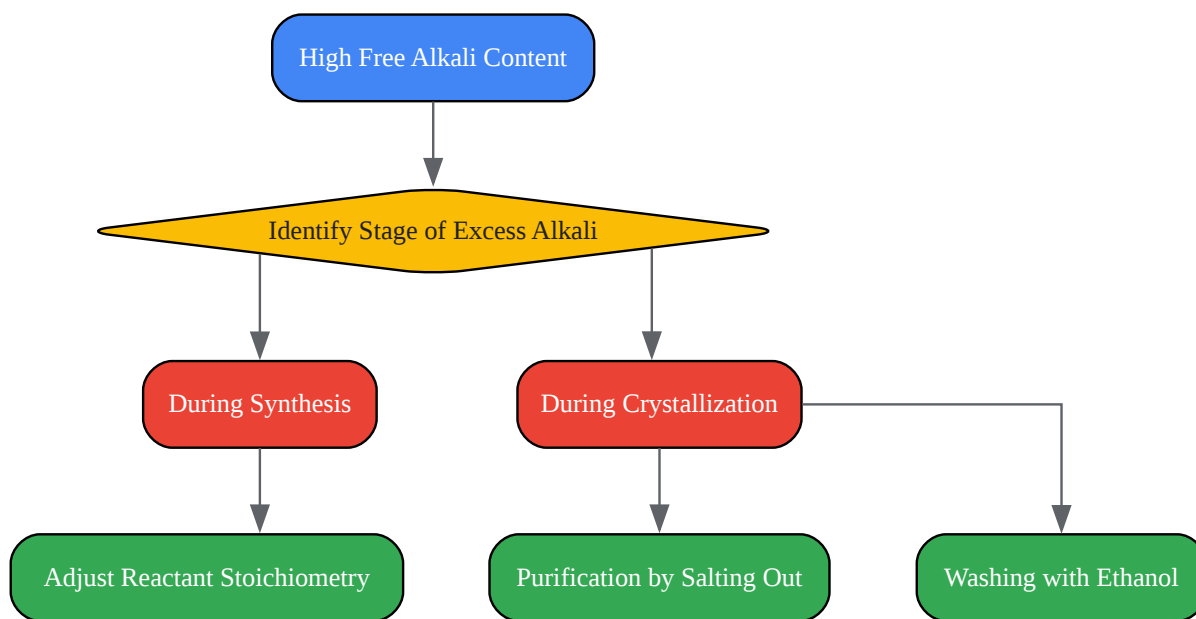 High Free Alkali Content
Identify Stage of Excess Alkali
During Synthesis
During Crystallization
Adjust Reactant Stoichiometry
Purification by Salting Out
Washing with Ethanol